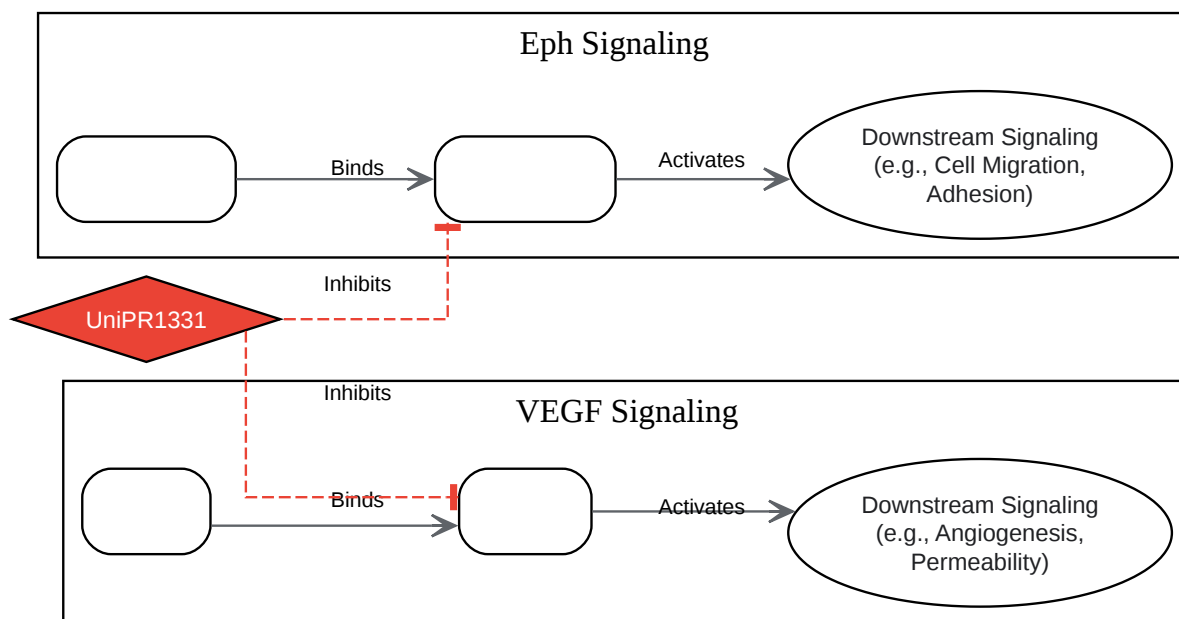 Eph Signaling
Binds
Activates
Downstream Signaling
(e.g., Cell Migration,
Adhesion)
Inhibits
UniPR1331
Inhibits
VEGF Signaling
Binds
Activates
Downstream Signaling
(e.g., Angiogenesis,
Permeability)